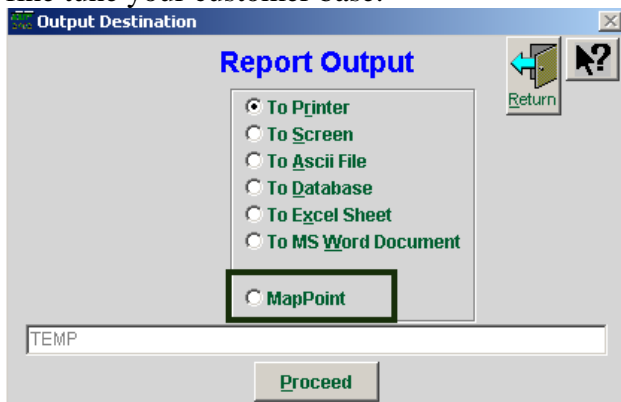 Output Destination
Report Output
Return
To Printer
To Screen
To Ascii File
To Database
To Excel Sheet
To MS Word Document
MapPoint
TEMP
Proceed